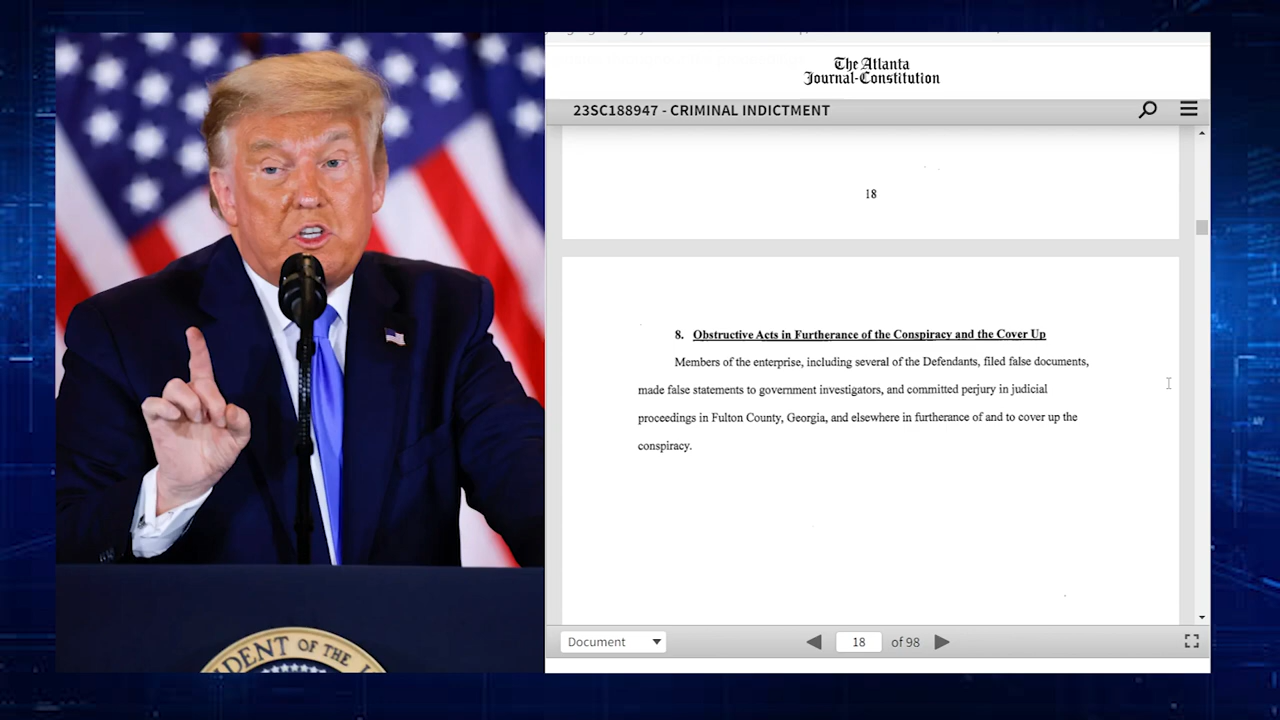 The Atlanta
Journal-Constitution
23SC188947 - CRIMINAL INDICTMENT
18
8. Obstructive Acts in Furtherance of the Conspiracy and the Cover Up
Members of the enterprise, including several of the Defendants, filed false documents,
made false statements to government investigators, and committed perjury in judicial
proceedings in Fulton County, Georgia, and elsewhere in furtherance of and to cover up the
conspiracy.
Document
18 of 98
OF THE